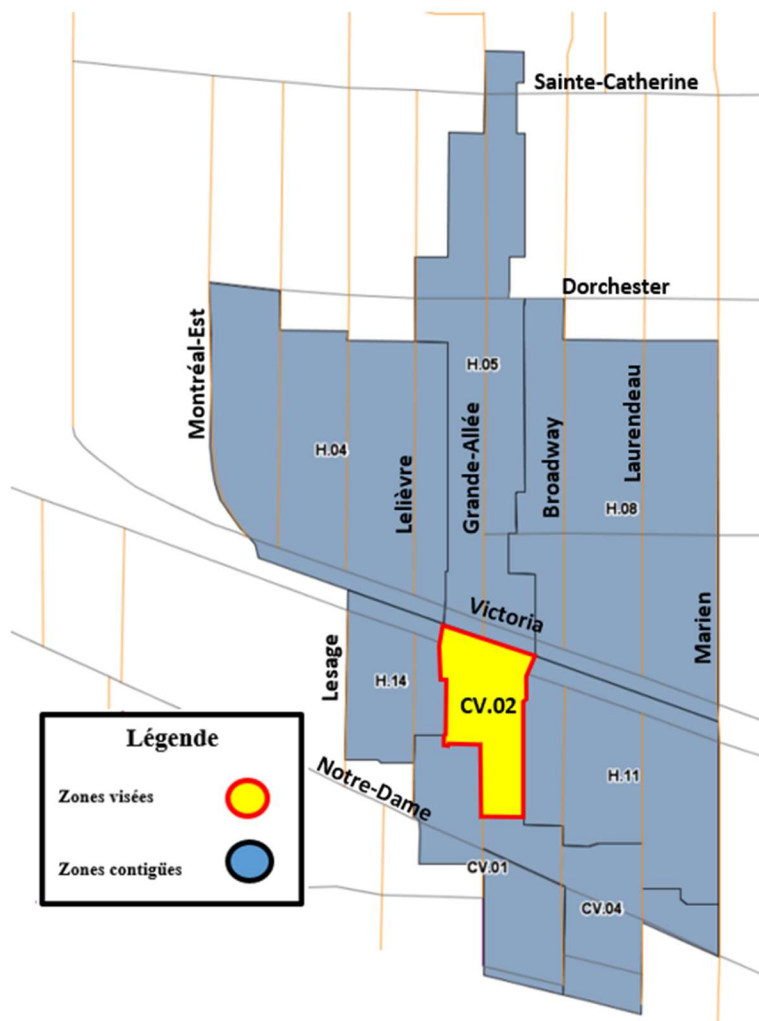 Sainte-Catherine
Dorchester
Montréal-Est
H.05
H.04
Lelièvre
Grande-Allée
Broadway
Laurendeau
H.08
Victoria
Marien
Lesage
H.14
CV.02
Notre-Dame
H.11
CV.01
CV.04
Légende
Zones visées
Zones contigües